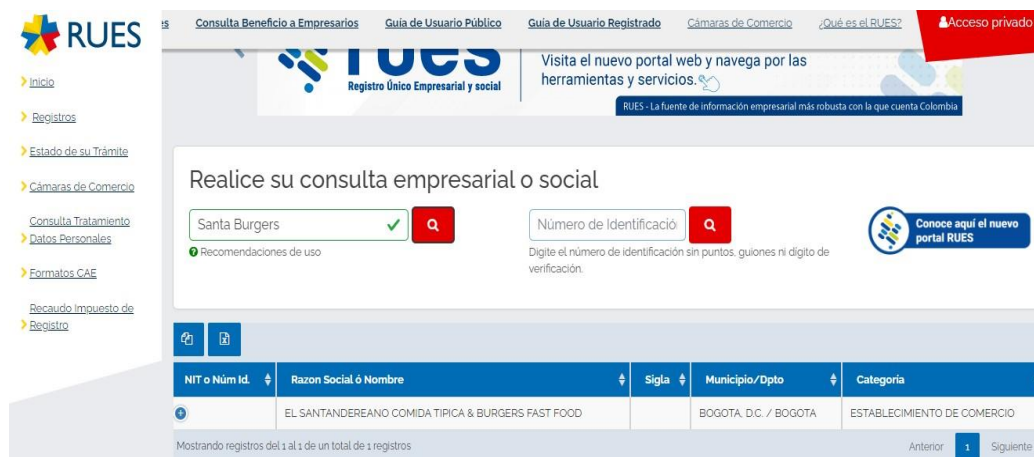 RUES
es Consulta Beneficio a Empresarios Guía de Usuario Público Guía de Usuario Registrado Cámaras de Comercio ¿Qué es el RUES? Acceso privado
Inicio
Registros
Estado de su Trámite
Cámaras de Comercio
Consulta Tratamiento
Datos Personales
Formatos CAE
Recaudo Impuesto de
Registro
rues
Registro Único Empresarial y social
Visita el nuevo portal web y navega por las
herramientas y servicios.
RUES - La fuente de información empresarial más robusta con la que cuenta Colombia
Realice su consulta empresarial o social
Santa Burgers
Recomendaciones de uso
Número de Identificació
Digite el número de identificación sin puntos, guiones ni dígito de
verificación.
Conoce aquí el nuevo
portal RUES
NIT o Núm Id. Razon Social ó Nombre Sigla Municipio/Dpto Categoría
EL SANTANDEREANO COMIDA TIPICA & BURGERS FAST FOOD BOGOTA, D.C. / BOGOTA ESTABLECIMIENTO DE COMERCIO
Mostrando registros del 1 al 1 de un total de 1 registros
Anterior 1 Siguiente